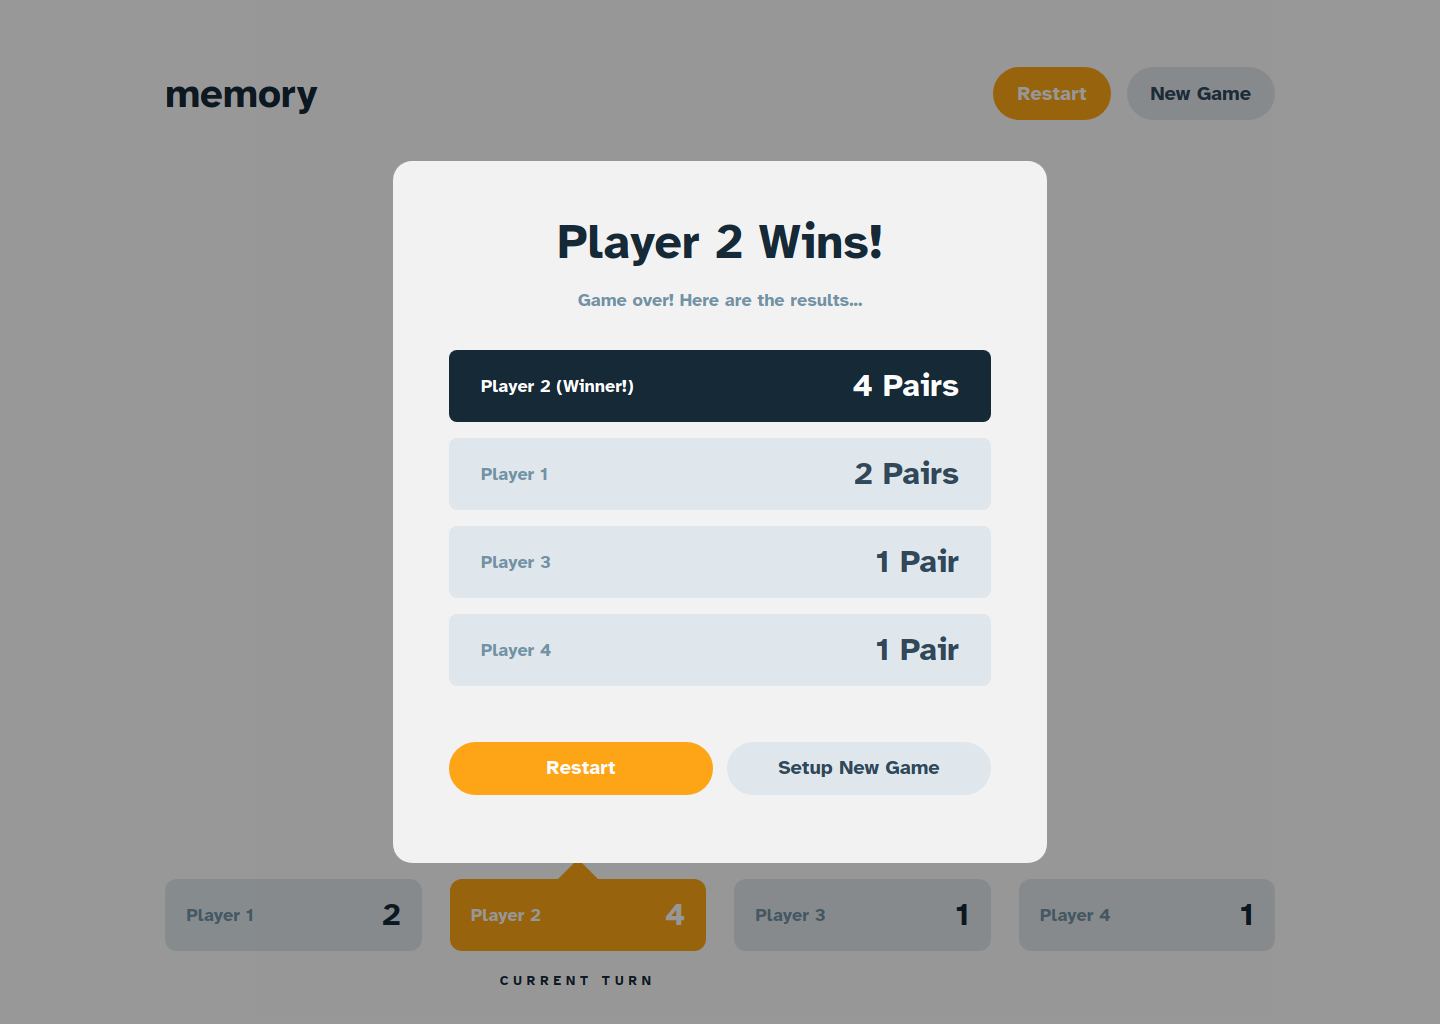 memory
Restart
New Game
Player 2 Wins!
Game over! Here are the results...
Player 2 (Winner!)
4 Pairs
Player 1
2 Pairs
Player 3
1 Pair
Player 4
1 Pair
Restart
Setup New Game
Player 1
2
Player 2
4
Player 3
1
Player 4
1
CURRENT TURN